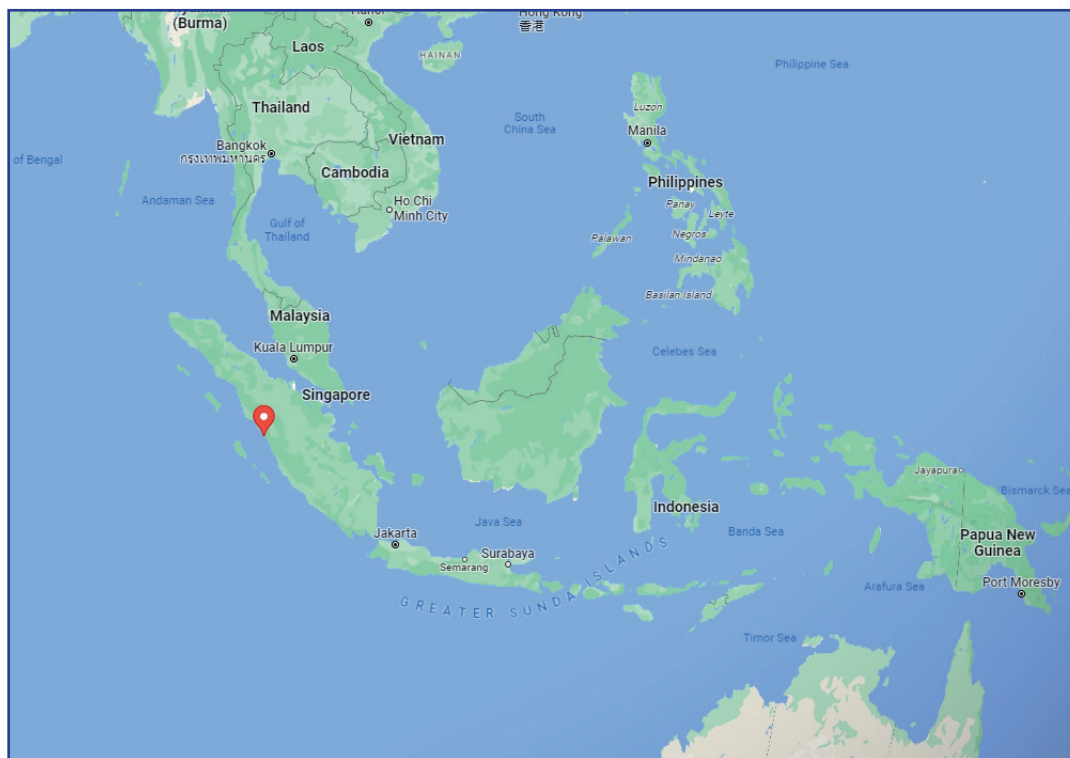 (Burma)
Hong Kong
香港
Laos
HAINAN
Philippine Sea
Luzon
Thailand
South
China Sea
Manila
Vietnam
Bangkok
กรุงเทพมหานคร
of Bengal
Cambodia
Philippines
Andaman Sea
Ho Chi
Minh City
Panay
Leyte
Gulf of
Thailand
Negros
Palawan
Mindanao
Basilan Island
Malaysia
Kuala Lumpur
Celebes Sea
Singapore
Jayapura
Bismarck Sea
Indonesia
Java Sea
Jakarta
Banda Sea
Papua New
Guinea
Surabaya
Semarang
Port Moresby
Arafura Sea
GREATER SUNDA ISLANDS
Timor Sea